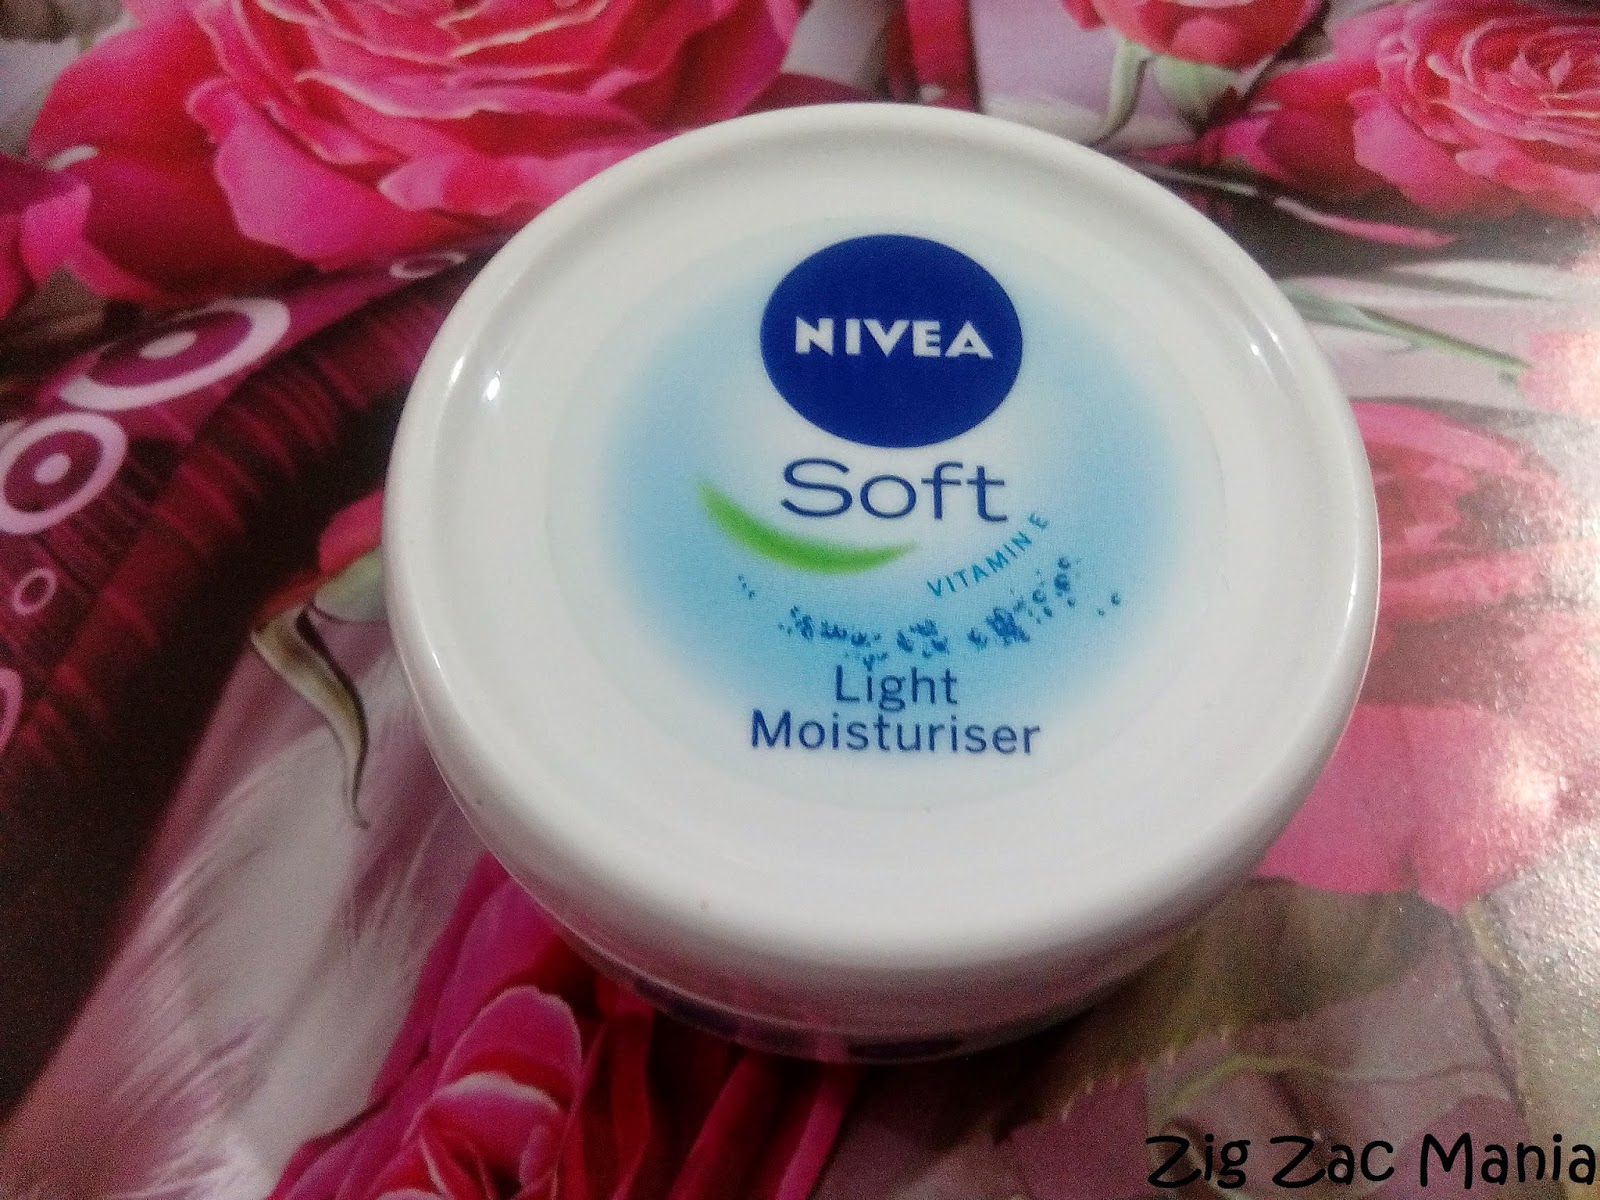 NIVEA
Soft
VITAMIN E
Light
Moisturiser
Zig Zac Mania